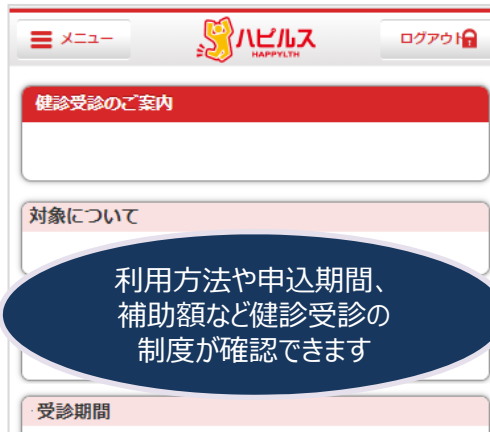 メニュー
ハピルス
HAPPYLTH
ログアウト
健診受診のご案内
対象について
利用方法や申込期間、
補助額など健診受診の
制度が確認できます
受診期間